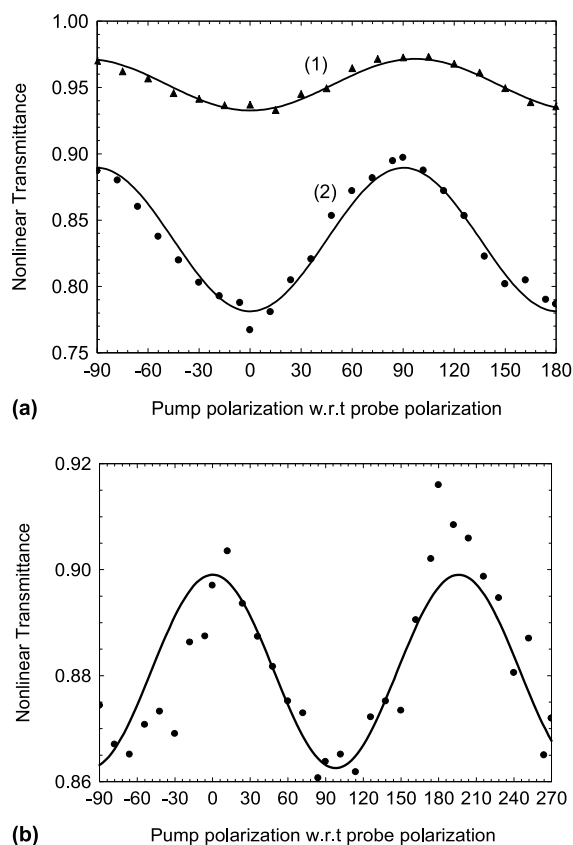 1.00
0.95
0.90
0.85
0.80
0.75
Nonlinear Transmittance
(1)
(2)
-90 -60 -30 0 30 60 90 120 150 180
(a) Pump polarization w.r.t probe polarization
0.92
0.90
0.88
0.86
Nonlinear Transmittance
-90 -60 -30 0 30 60 90 120 150 180 210 240 270
(b) Pump polarization w.r.t probe polarization